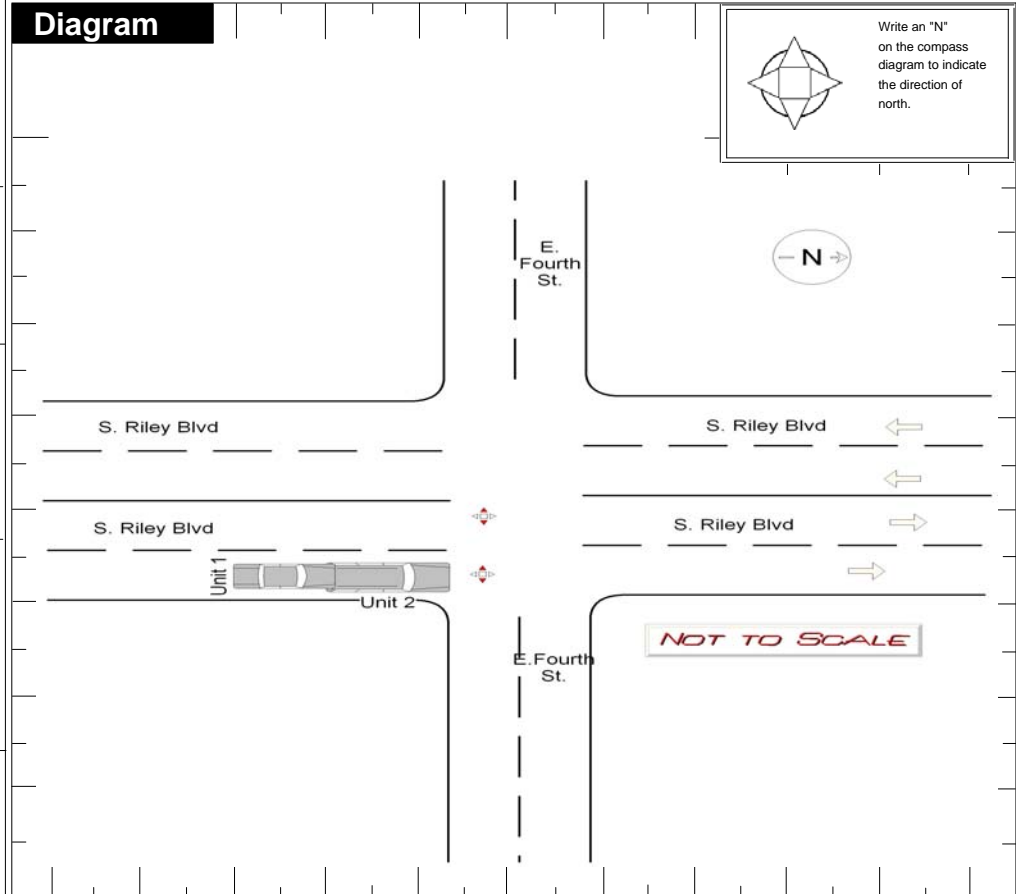 Diagram
Write an "N"
on the compass
diagram to indicate
the direction of
north.
E.
Fourth
St.
N
S. Riley Blvd
S. Riley Blvd
S. Riley Blvd
S. Riley Blvd
Unit 1
Unit 2
NOT TO SCALE
E.Fourth
St.